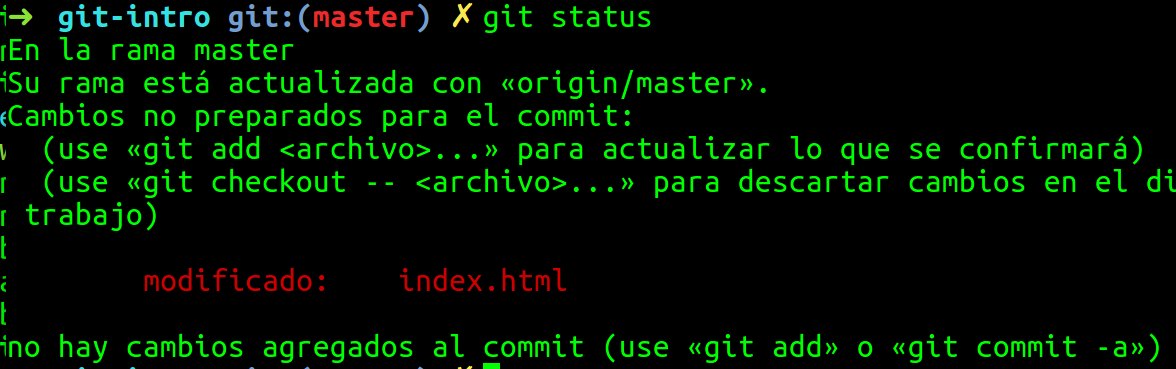 ➜ git-intro git:(master) ✗ git status
En la rama master
Su rama está actualizada con «origin/master».
Cambios no preparados para el commit:
(use «git add <archivo>...» para actualizar lo que se confirmará)
(use «git checkout -- <archivo>...» para descartar cambios en el di
trabajo)
modificado: index.html
no hay cambios agregados al commit (use «git add» o «git commit -a»)